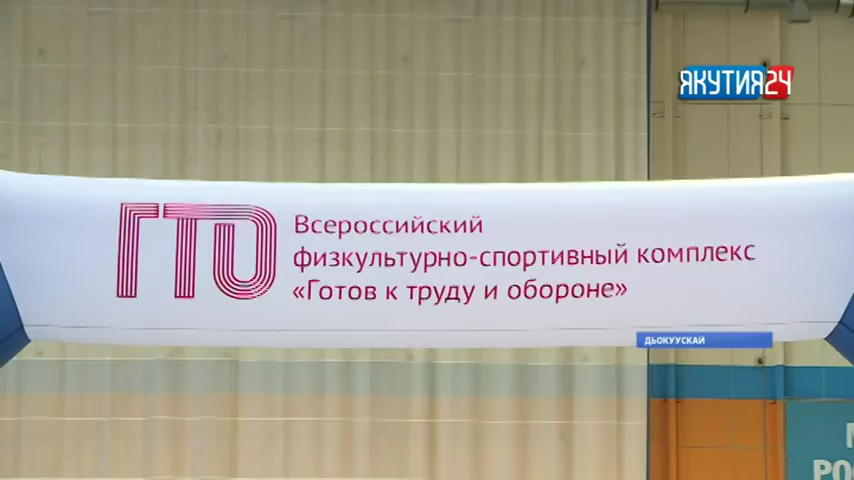 ЯКУТИЯ24
ГТО
Всероссийский
физкультурно-спортивный комплекс
«Готов к труду и обороне»
ДЬОКУУСКАЙ